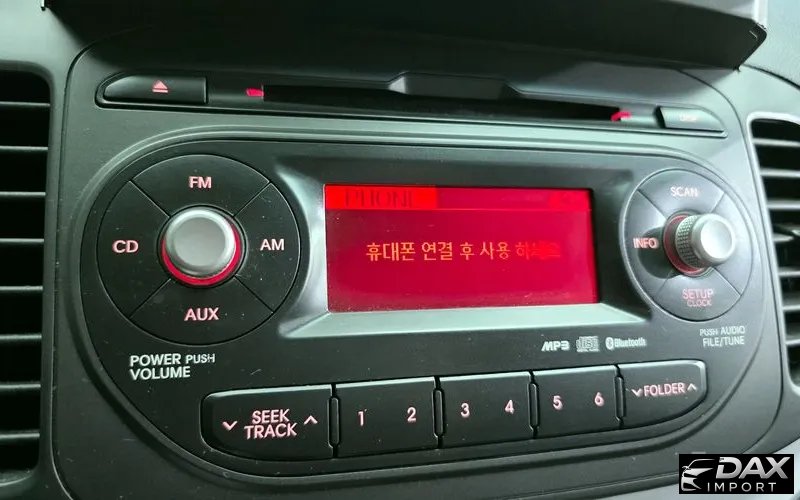 FM
CD
AM
AUX
POWER PUSH
VOLUME
PHONE
휴대폰 연결 후 사용 하세요
SCAN
INFO
SETUP
CLOCK
PUSH AUDIO
FILE/TUNE
MP3
Bluetooth
SEEK
TRACK
1 2
3 4
5 6
FOLDER
DAX
IMPORT